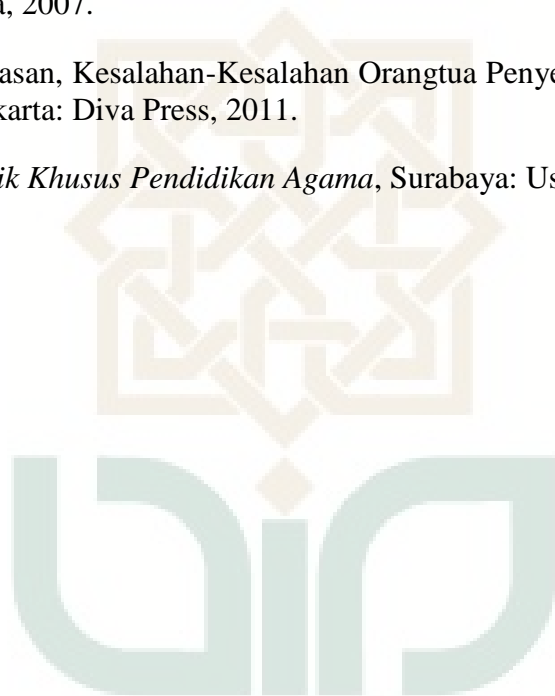 a, 2007.
asan, Kesalahan-Kesalahan Orangtua Penye
karta: Diva Press, 2011.
ik Khusus Pendidikan Agama, Surabaya: Us